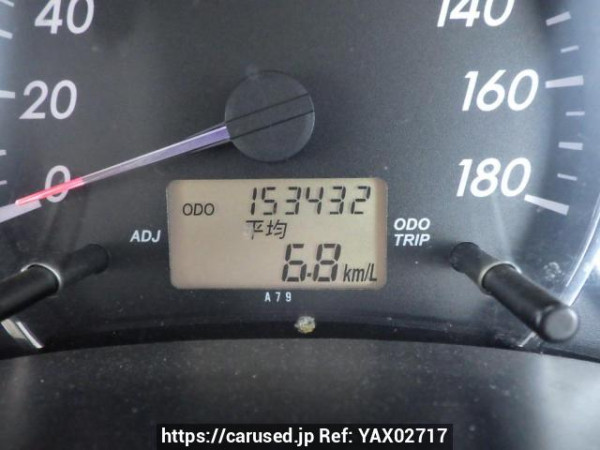 40
20
0
140
160
180
ODO 153432
平均
6.8 km/L
ADJ
ODO
TRIP
A79
https://carused.jp Ref: YAX02717